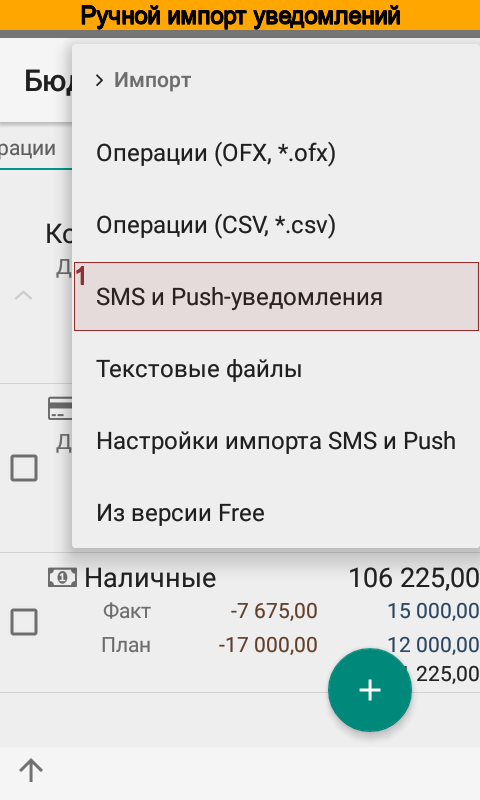 Ручной импорт уведомлений
Импорт
рации
Операции (OFX, *.ofx)
Операции (CSV, *.csv)
1
SMS и Push-уведомления
Текстовые файлы
Настройки импорта SMS и Push
Из версии Free
Наличные 106 225,00
Факт -7 675,00 15 000,00
План -17 000,00 12 000,00
225,00